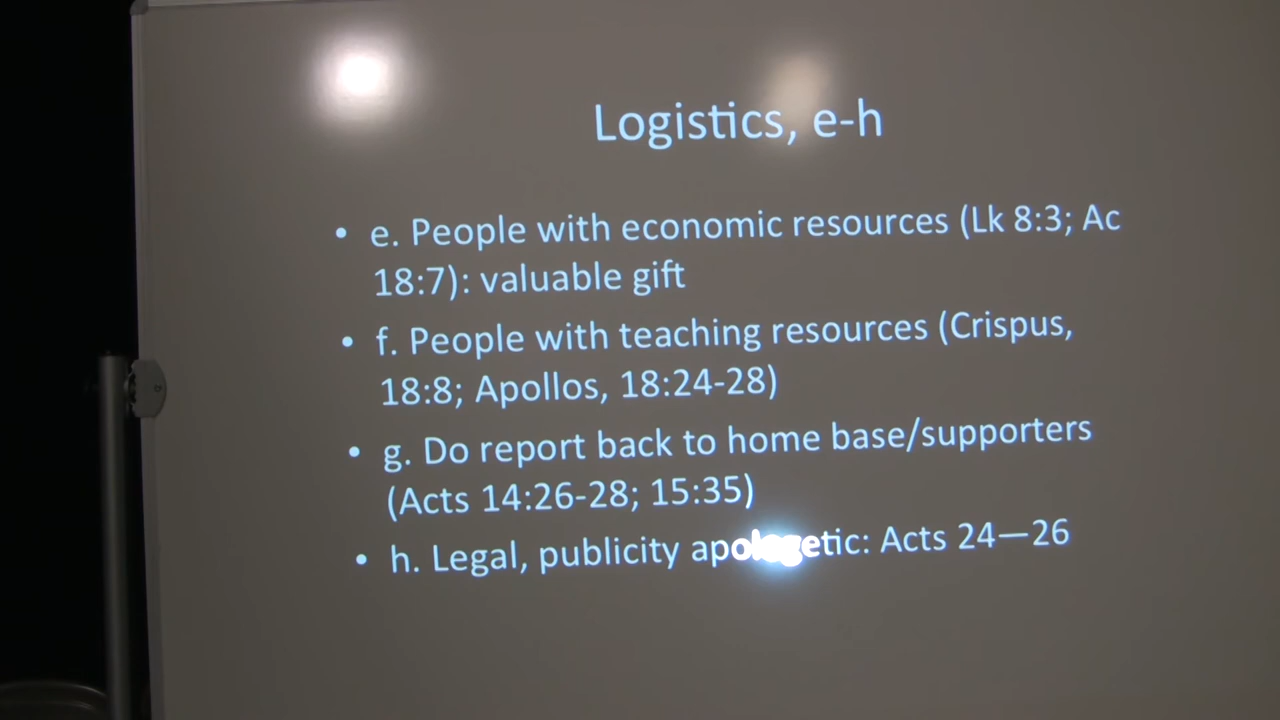 Logistics, e-h
• e. People with economic resources (Lk 8:3; Ac
18:7): valuable gift
• f. People with teaching resources (Crispus,
18:8; Apollos, 18:24-28)
• g. Do report back to home base/supporters
(Acts 14:26-28; 15:35)
• h. Legal, publicity apologetic: Acts 24—26